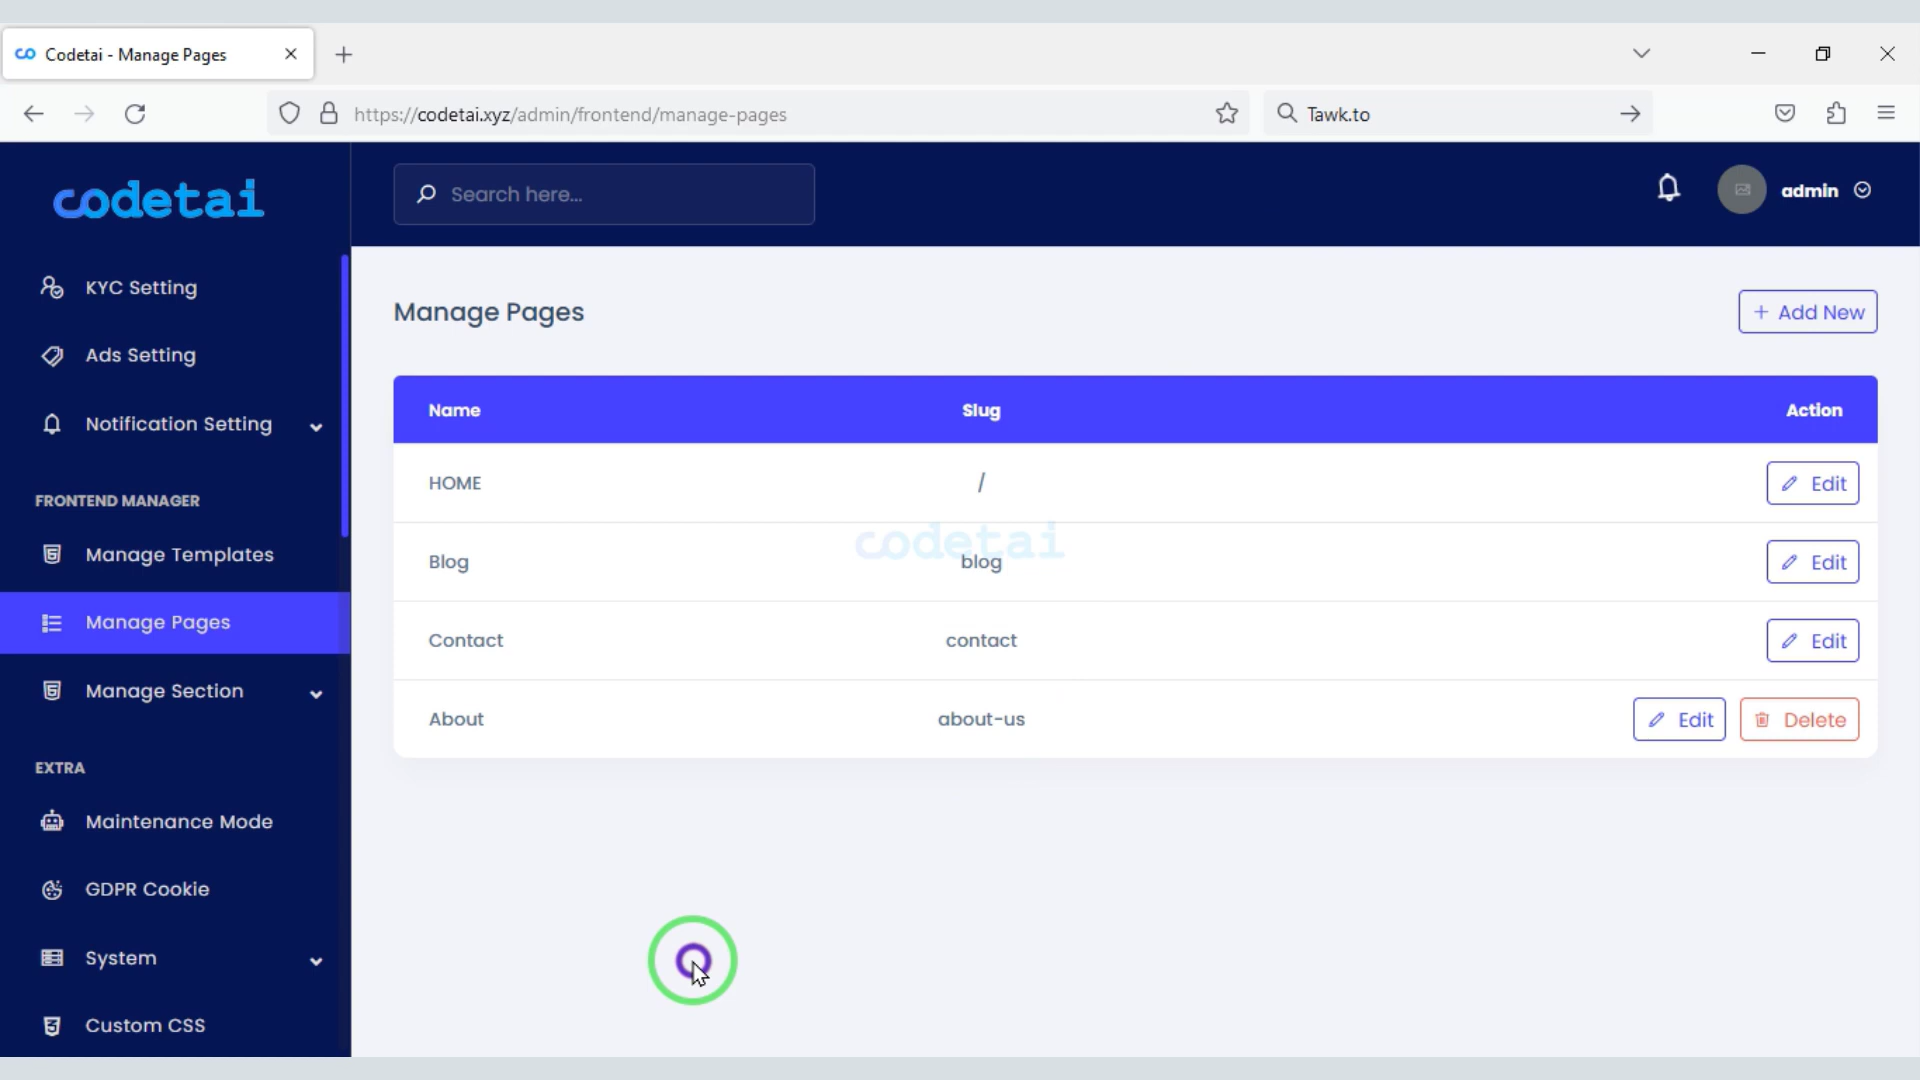 Codetai - Manage Pages
https://codetai.xyz/admin/frontend/manage-pages
Tawk.to
codetai
Search here...
admin
KYC Setting
Ads Setting
Notification Setting
FRONTEND MANAGER
Manage Templates
Manage Pages
Manage Section
EXTRA
Maintenance Mode
GDPR Cookie
System
Custom CSS
Manage Pages
+ Add New
Name Slug Action
HOME / Edit
codetai
Blog blog Edit
Contact contact Edit
About about-us Edit Delete